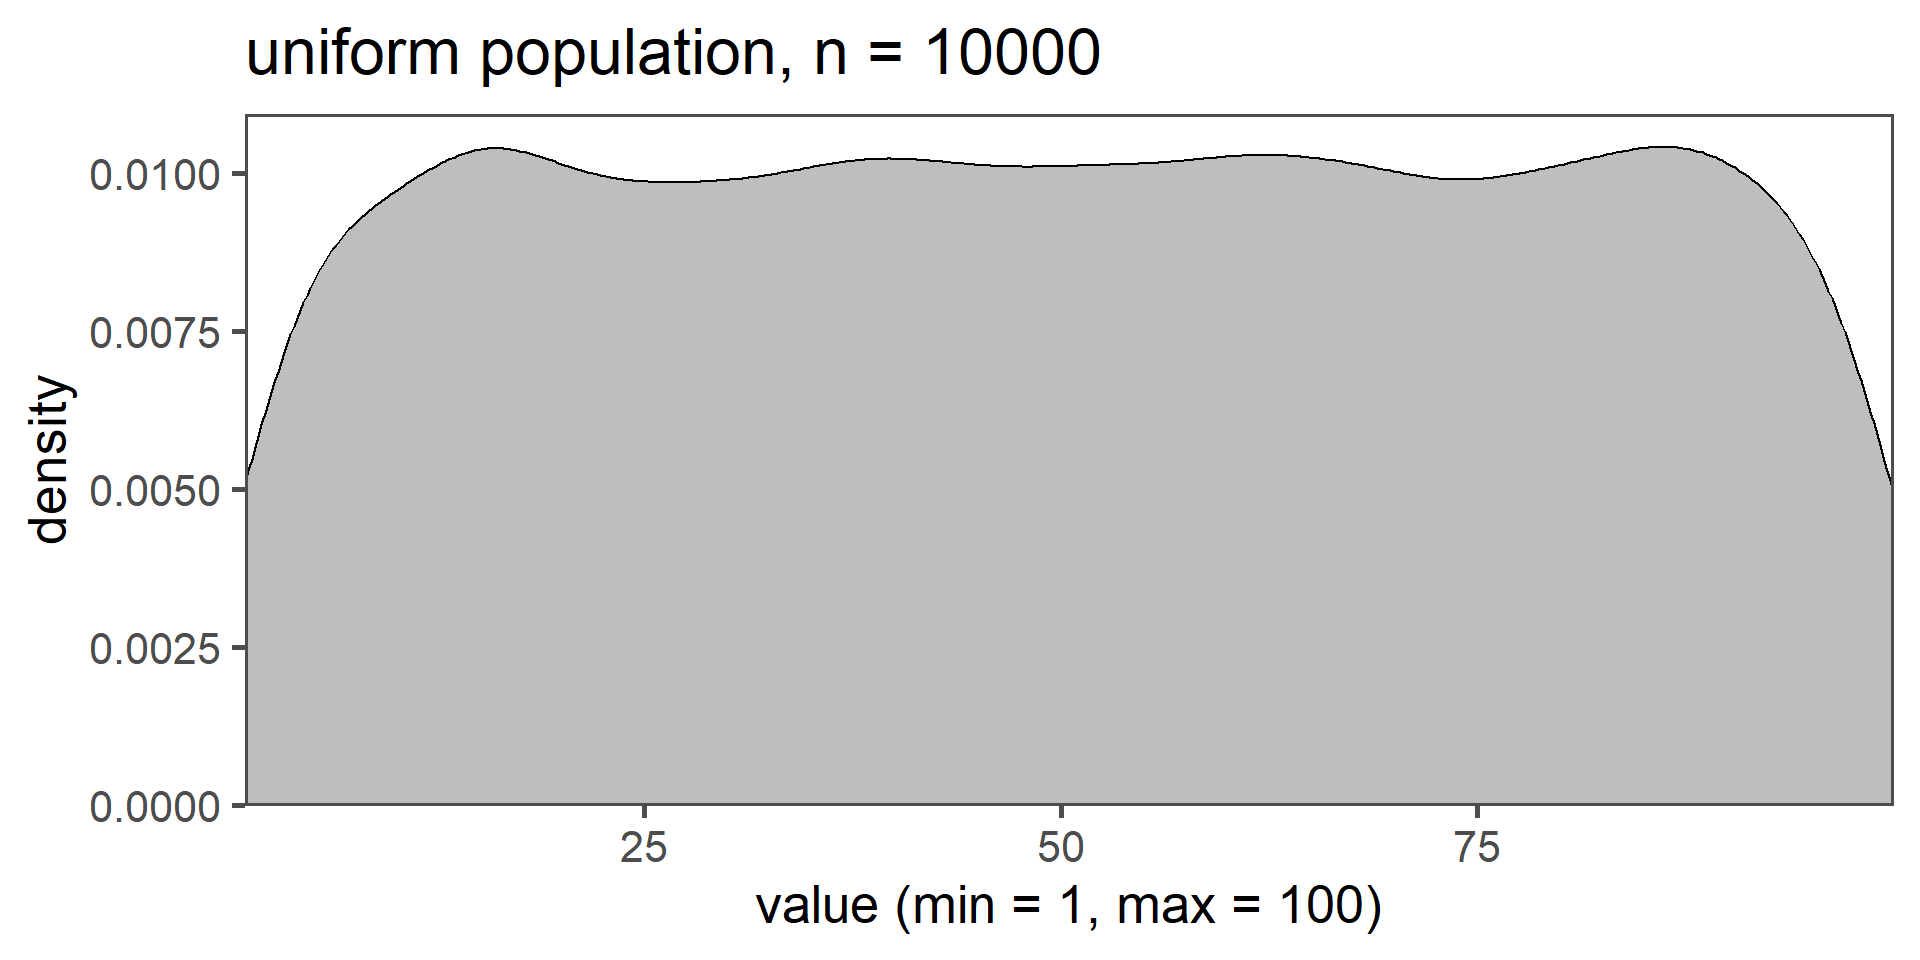 uniform population, n = 10000
0.0100
0.0075
0.0050
0.0025
0.0000
density
25 50 75
value (min = 1, max = 100)